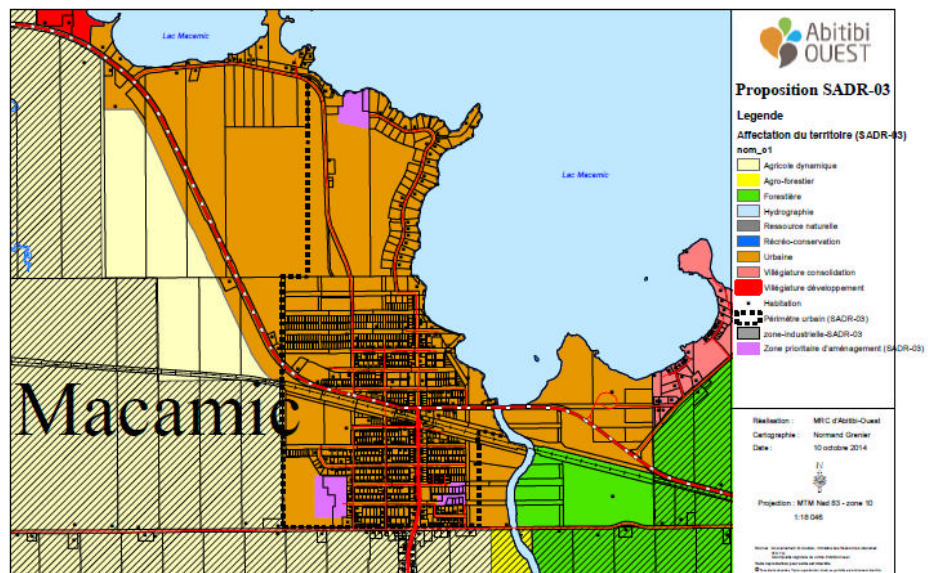 Lac Macamic
Lac Macamic
Macamic
Abitibi
OUEST
Proposition SADR-03
Legende
Affectation du territoire (SADR-03)
nom_o1
Agricole dynamique
Agro-forestier
Forestière
Hydrographie
Ressource naturelle
Récréo-conservation
Urbaine
Villégiature consolidation
Villégiature développement
Habitation
Périmètre urbain (SADR-03)
zone-industrielle-SADR-03
Zone prioritaire d'aménagement (SADR-03)
Réalisation : MRC d'Abitibi-Ouest
Cartographie : Normand Grenier
Date : 10 octobre 2014
N
Projection : MTM Nad 83 - zone 10
1:18 046